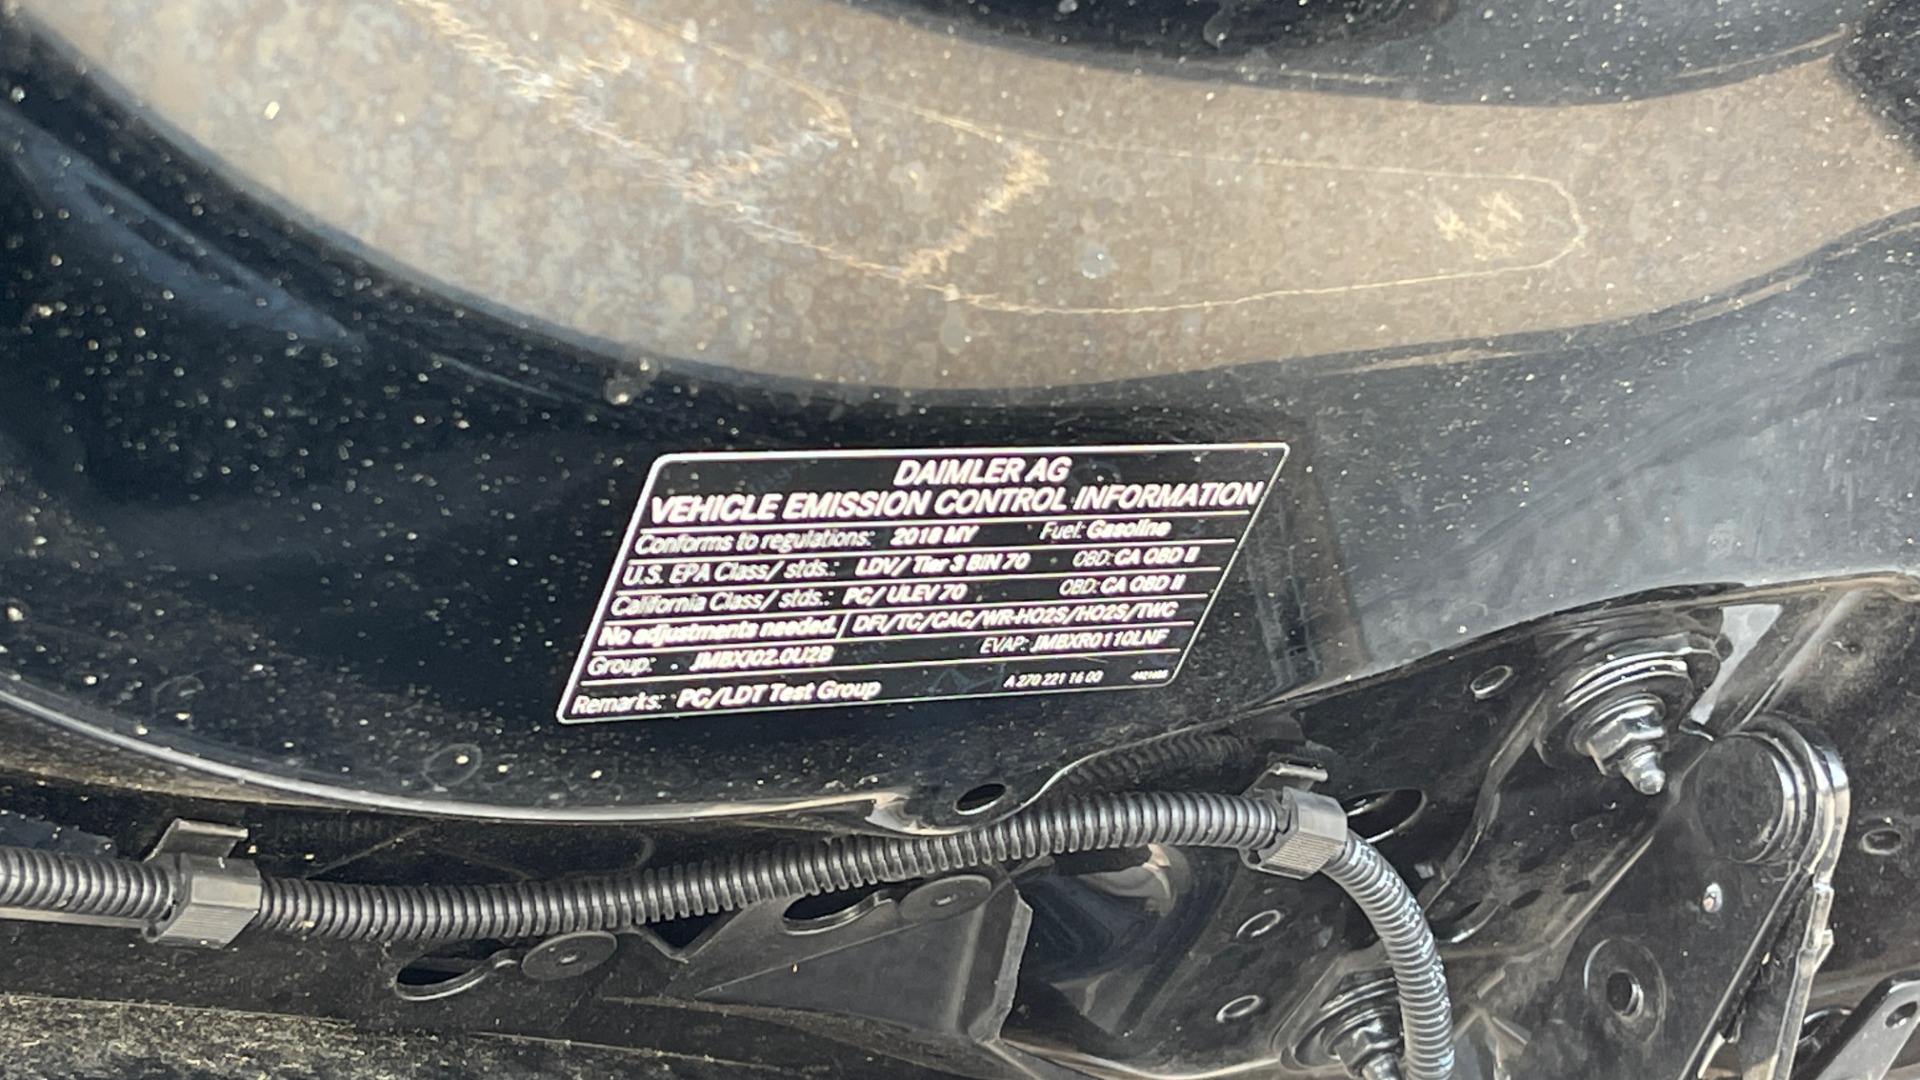 DAIMLER AG
VEHICLE EMISSION CONTROL INFORMATION
Conforms to regulations: 2018 MY Fuel: Gasoline
U.S. EPA Class/ stds.: LDV/ Tier 3 BIN 70 OBD: CA OBD II
California Class/ stds.: PC/ ULEV 70 OBD: CA OBD II
No adjustments needed. DFI/TC/CAC/WR-HO2S/HO2S/TWC
Group: JMBXJ02.0U2B EVAP: JMBXR0110LNF
Remarks: PC/LDT Test Group A 270 221 16 00